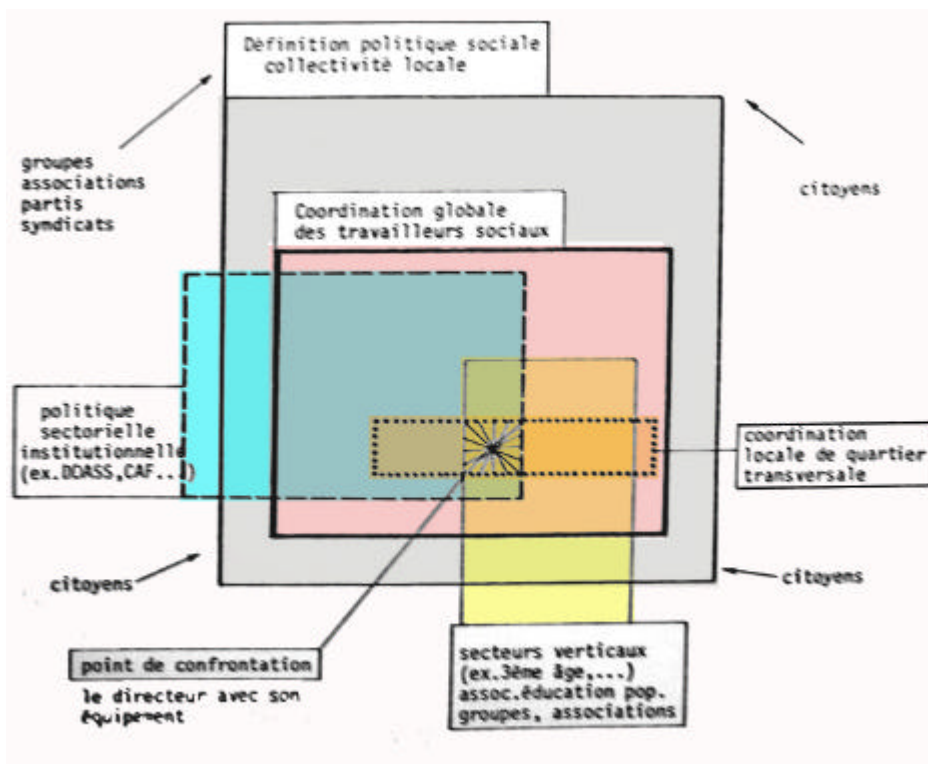 Définition politique sociale
collectivité locale
groupes
associations
partis
syndicats
citoyens
Coordination globale
des travailleurs sociaux
politique
sectorielle
institutionnelle
(ex.DDASS,CAF...)
coordination
locale de quartier
transversale
citoyens
citoyens
point de confrontation
le directeur avec son
équipement
secteurs verticaux
(ex.3ème âge,...)
assoc.éducation pop.
groupes, associations